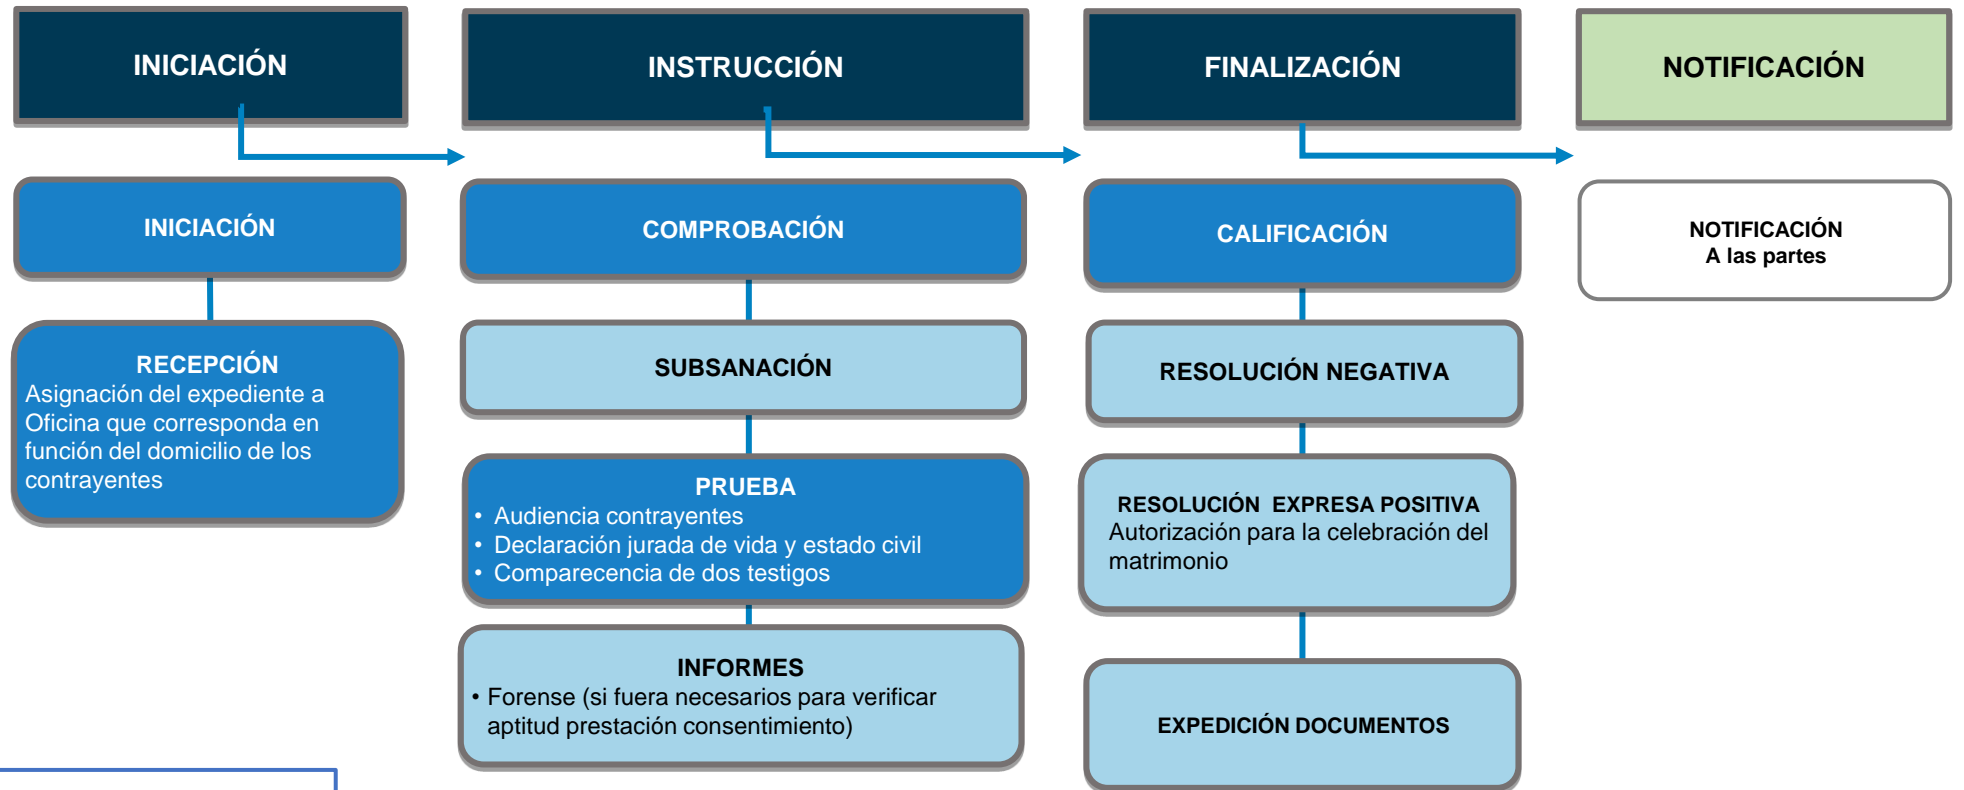 INICIACIÓN
INSTRUCCIÓN
FINALIZACIÓN
NOTIFICACIÓN
INICIACIÓN
RECEPCIÓN
Asignación del expediente a
Oficina que corresponda en
función del domicilio de los
contrayentes
COMPROBACIÓN
SUBSANACIÓN
PRUEBA
• Audiencia contrayentes
• Declaración jurada de vida y estado civil
• Comparecencia de dos testigos
INFORMES
• Forense (si fuera necesarios para verificar
aptitud prestación consentimiento)
CALIFICACIÓN
RESOLUCIÓN NEGATIVA
RESOLUCIÓN EXPRESA POSITIVA
Autorización para la celebración del
matrimonio
EXPEDICIÓN DOCUMENTOS
NOTIFICACIÓN
A las partes